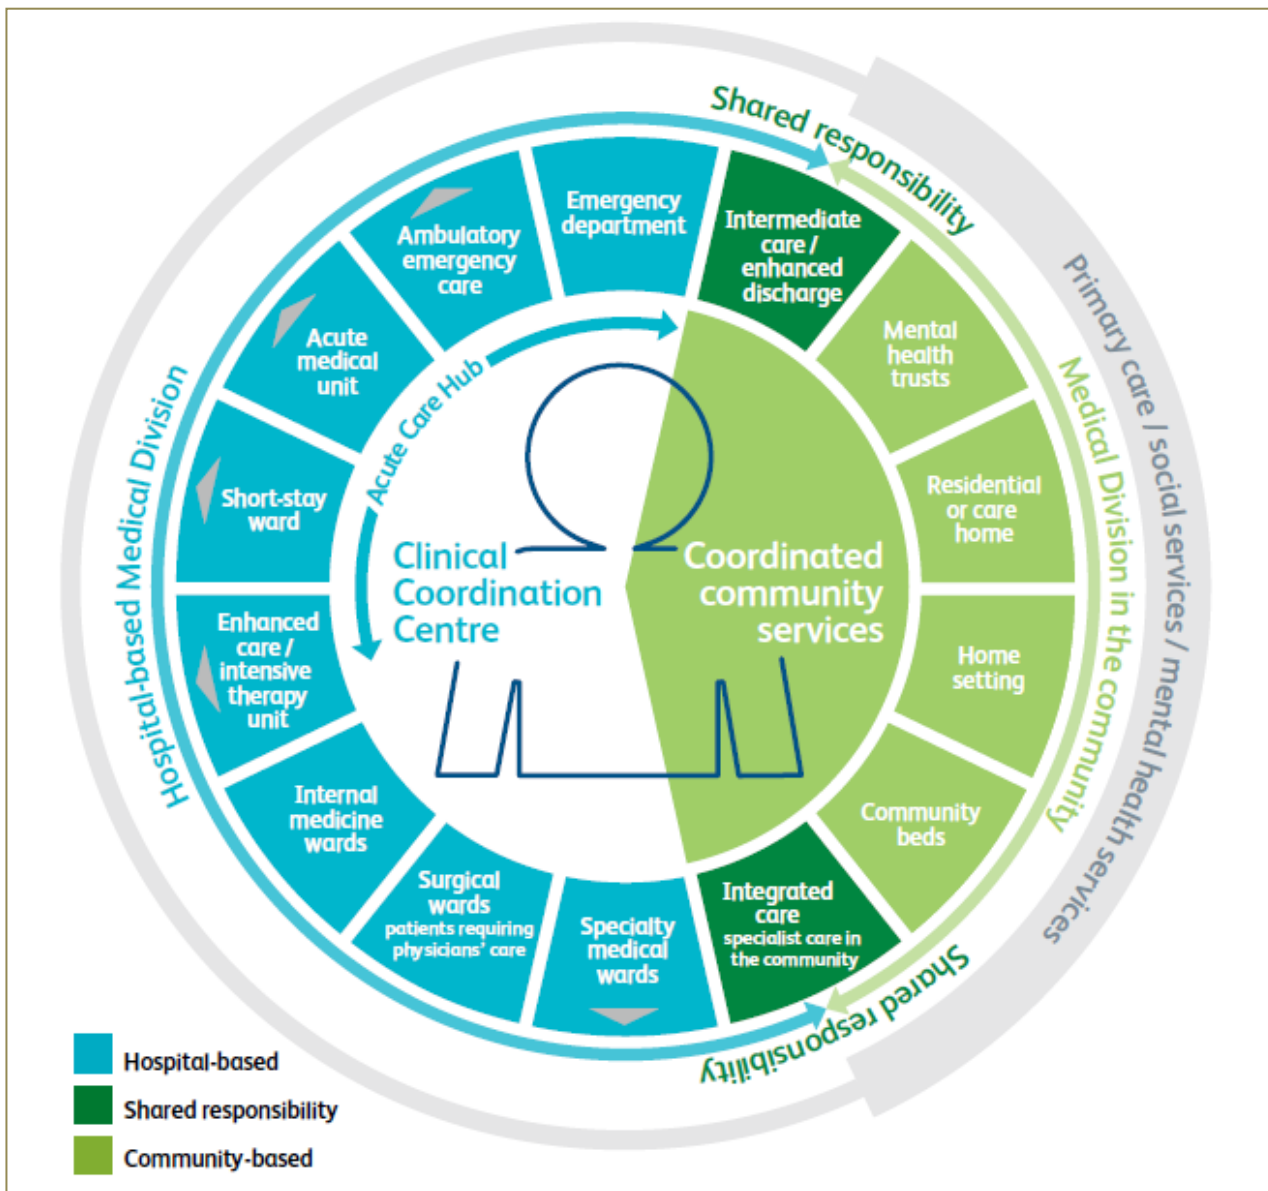 Shared responsibility
Primary care / social services / mental health services
Medical Division in the community
Hospital-based Medical Division
Emergency
department
Intermediate
care /
enhanced
discharge
Mental
health
trusts
Residential
or care
home
Home
setting
Community
beds
Integrated
care
specialist care in
the community
Specialty
medical
wards
Surgical
wards
patients requiring
physicians' care
Internal
medicine
wards
Enhanced
care /
intensive
therapy
unit
Short-stay
ward
Acute
medical
unit
Ambulatory
emergency
care
Acute Care Hub
Clinical
Coordination
Centre
Coordinated
community
services
Shared responsibility
Hospital-based
Shared responsibility
Community-based